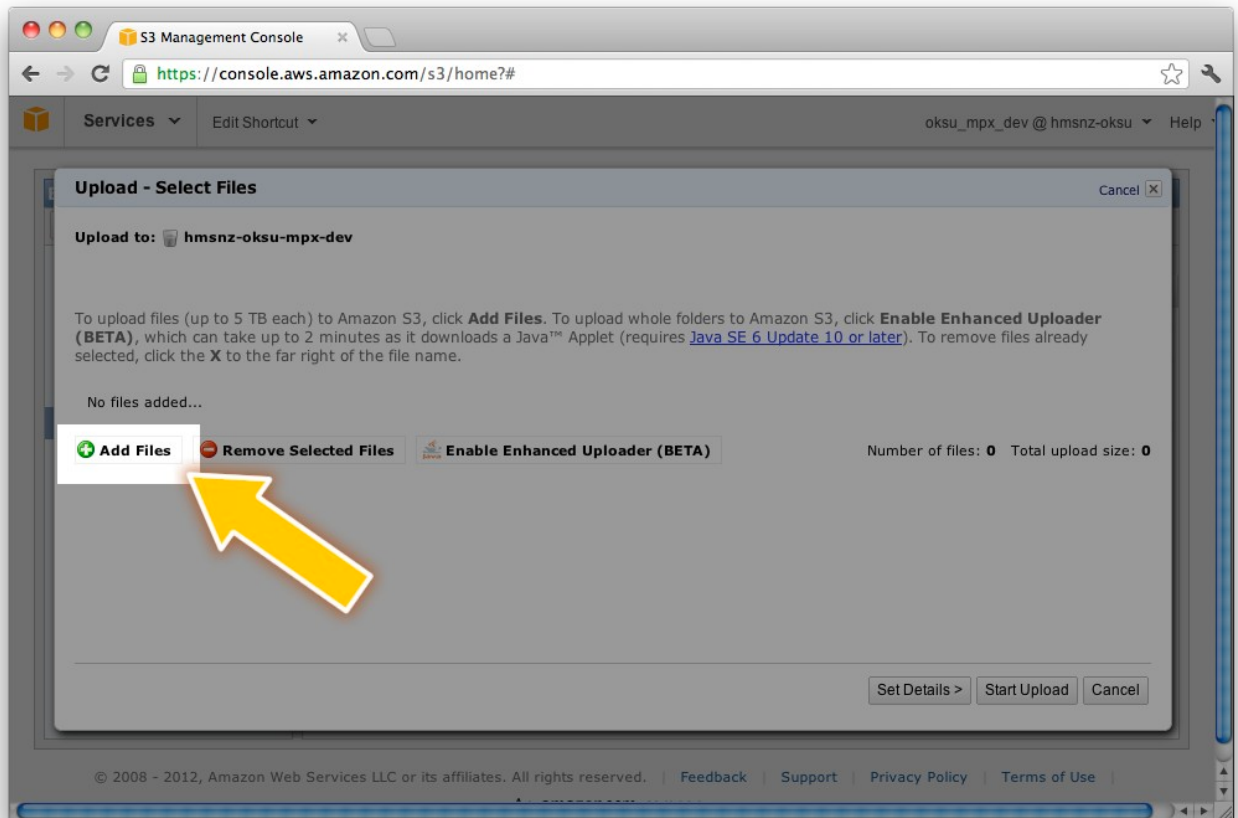 S3 Management Console
https://console.aws.amazon.com/s3/home?#
Services Edit Shortcut oksu_mpx_dev @ hmsnz-oksu Help
Upload - Select Files Cancel
Upload to: hmsnz-oksu-mpx-dev
To upload files (up to 5 TB each) to Amazon S3, click Add Files. To upload whole folders to Amazon S3, click Enable Enhanced Uploader
(BETA), which can take up to 2 minutes as it downloads a Java™ Applet (requires Java SE 6 Update 10 or later). To remove files already
selected, click the X to the far right of the file name.
No files added...
Add Files Remove Selected Files Enable Enhanced Uploader (BETA) Number of files: 0 Total upload size: 0
Set Details > Start Upload Cancel
© 2008 - 2012, Amazon Web Services LLC or its affiliates. All rights reserved. | Feedback | Support | Privacy Policy | Terms of Use |